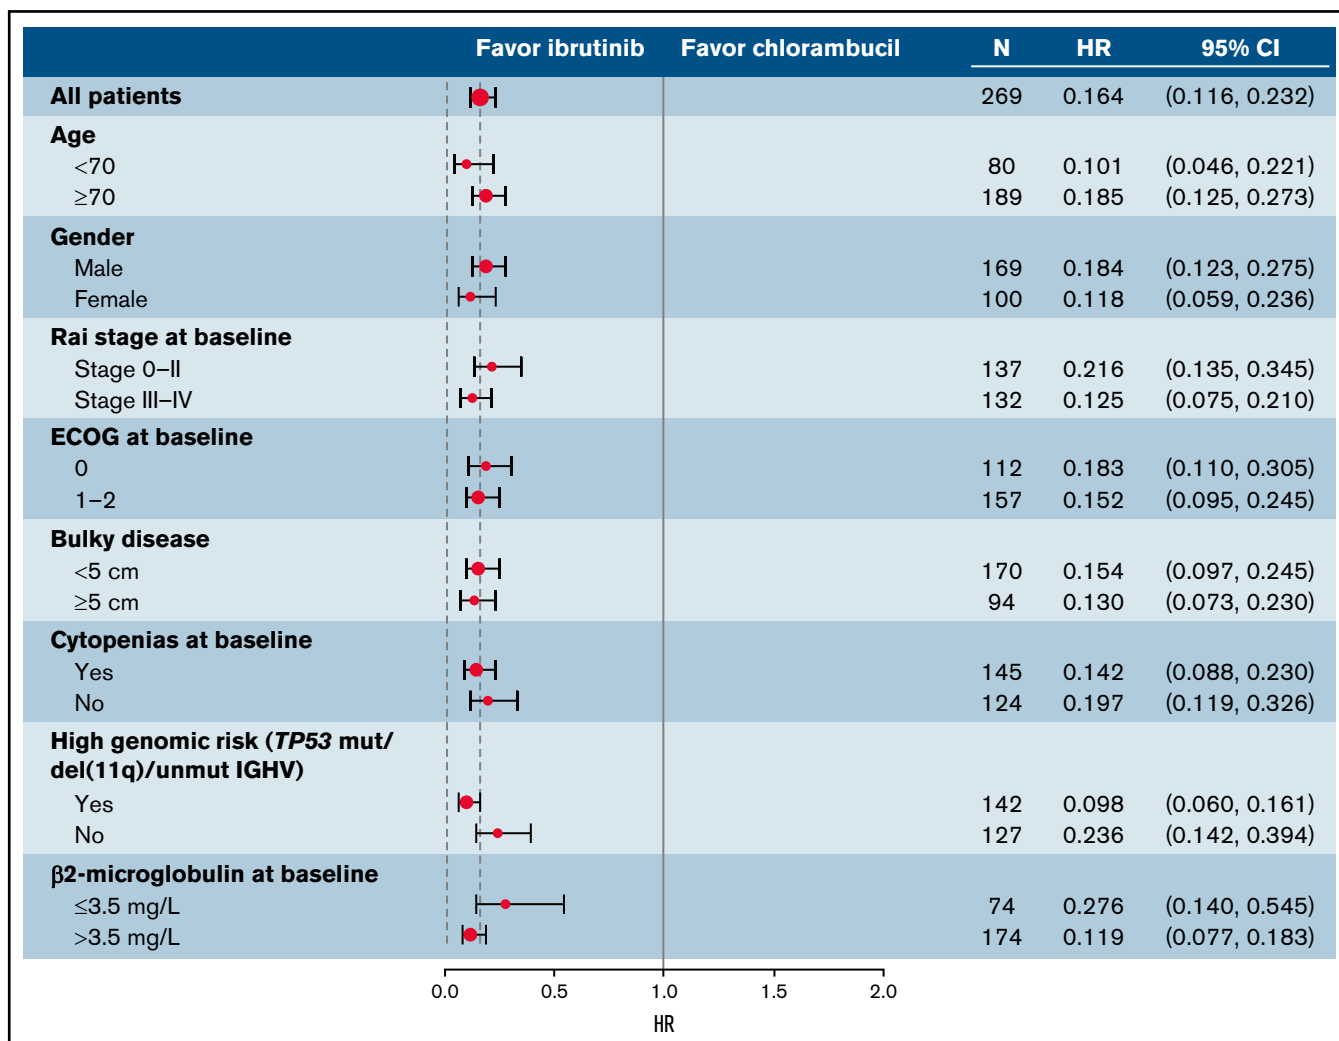 Favor ibrutinib Favor chlorambucil N HR 95% CI
All patients 269 0.164 (0.116, 0.232)
Age
<70 80 0.101 (0.046, 0.221)
≥70 189 0.185 (0.125, 0.273)
Gender
Male 169 0.184 (0.123, 0.275)
Female 100 0.118 (0.059, 0.236)
Rai stage at baseline
Stage 0–II 137 0.216 (0.135, 0.345)
Stage III–IV 132 0.125 (0.075, 0.210)
ECOG at baseline
0 112 0.183 (0.110, 0.305)
1–2 157 0.152 (0.095, 0.245)
Bulky disease
<5 cm 170 0.154 (0.097, 0.245)
≥5 cm 94 0.130 (0.073, 0.230)
Cytopenias at baseline
Yes 145 0.142 (0.088, 0.230)
No 124 0.197 (0.119, 0.326)
High genomic risk (TP53 mut/
del(11q)/unmut IGHV)
Yes 142 0.098 (0.060, 0.161)
No 127 0.236 (0.142, 0.394)
β2-microglobulin at baseline
≤3.5 mg/L 74 0.276 (0.140, 0.545)
>3.5 mg/L 174 0.119 (0.077, 0.183)
0.0 0.5 1.0 1.5 2.0
HR